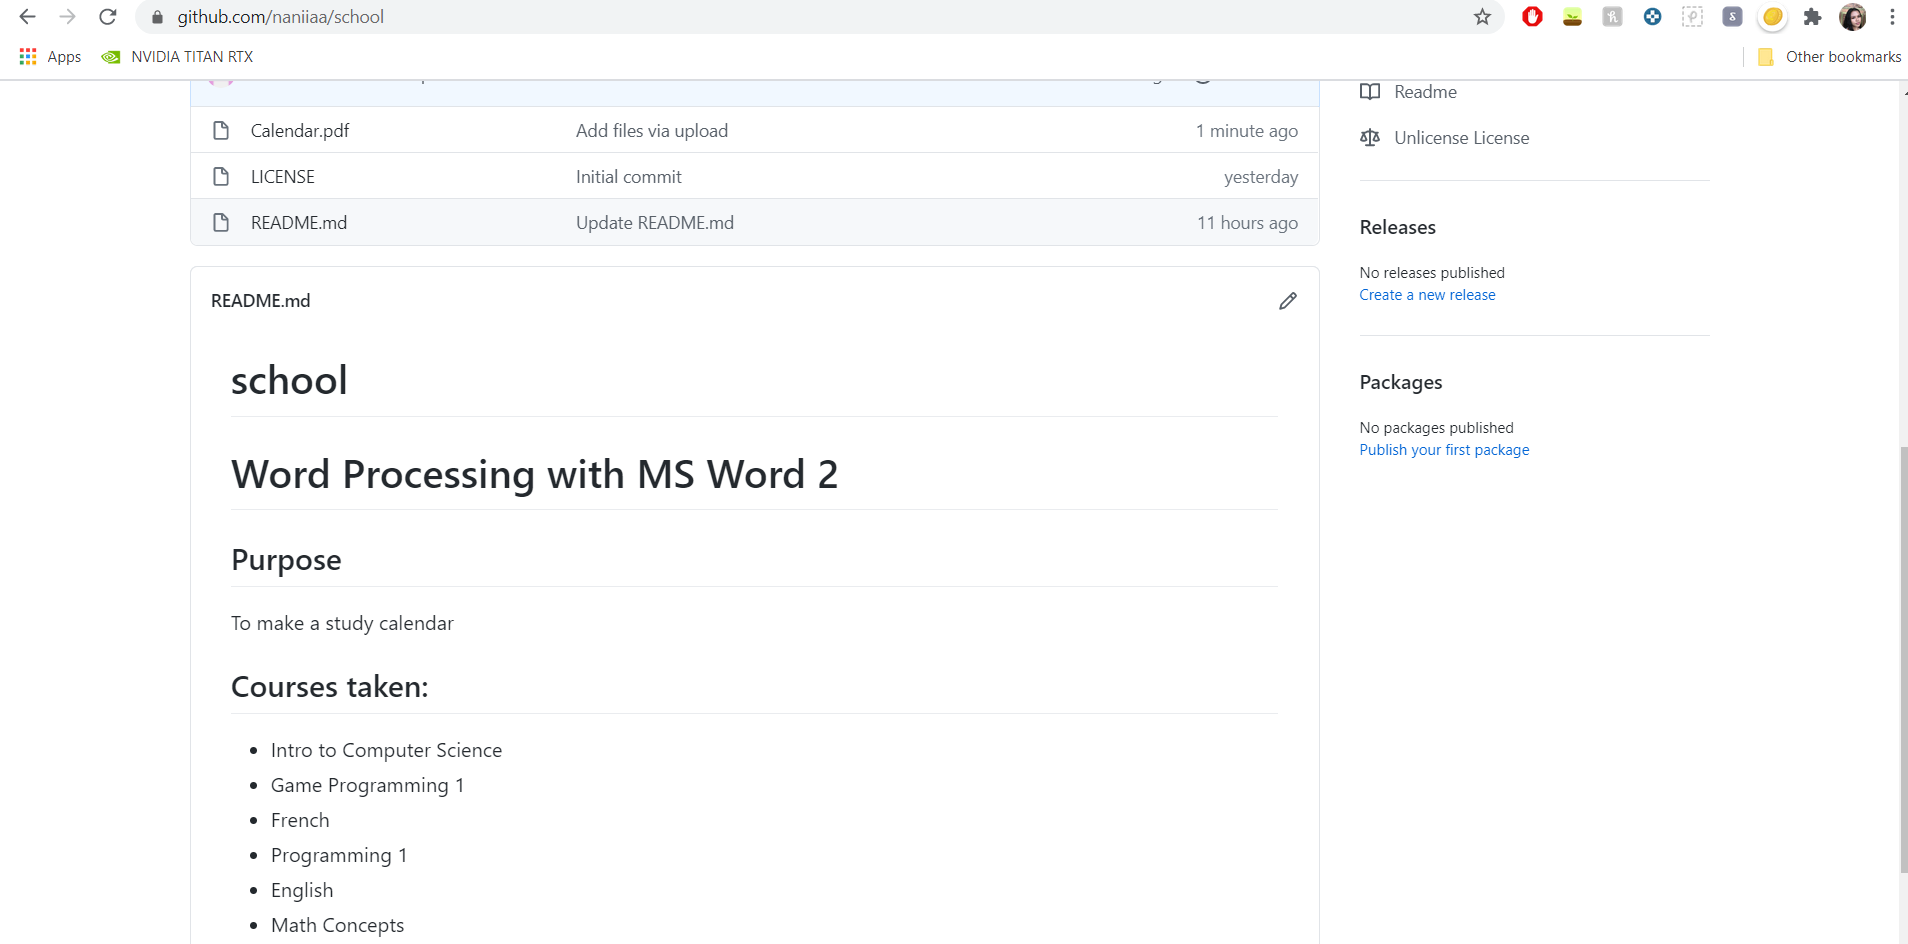 github.com/naniiaa/school
Apps NVIDIA TITAN RTX Other bookmarks
Readme
Calendar.pdf Add files via upload 1 minute ago
Unlicense License
LICENSE Initial commit yesterday
README.md Update README.md 11 hours ago
Releases
No releases published
Create a new release
README.md
school
Packages
No packages published
Publish your first package
Word Processing with MS Word 2
Purpose
To make a study calendar
Courses taken:
• Intro to Computer Science
• Game Programming 1
• French
• Programming 1
• English
• Math Concepts